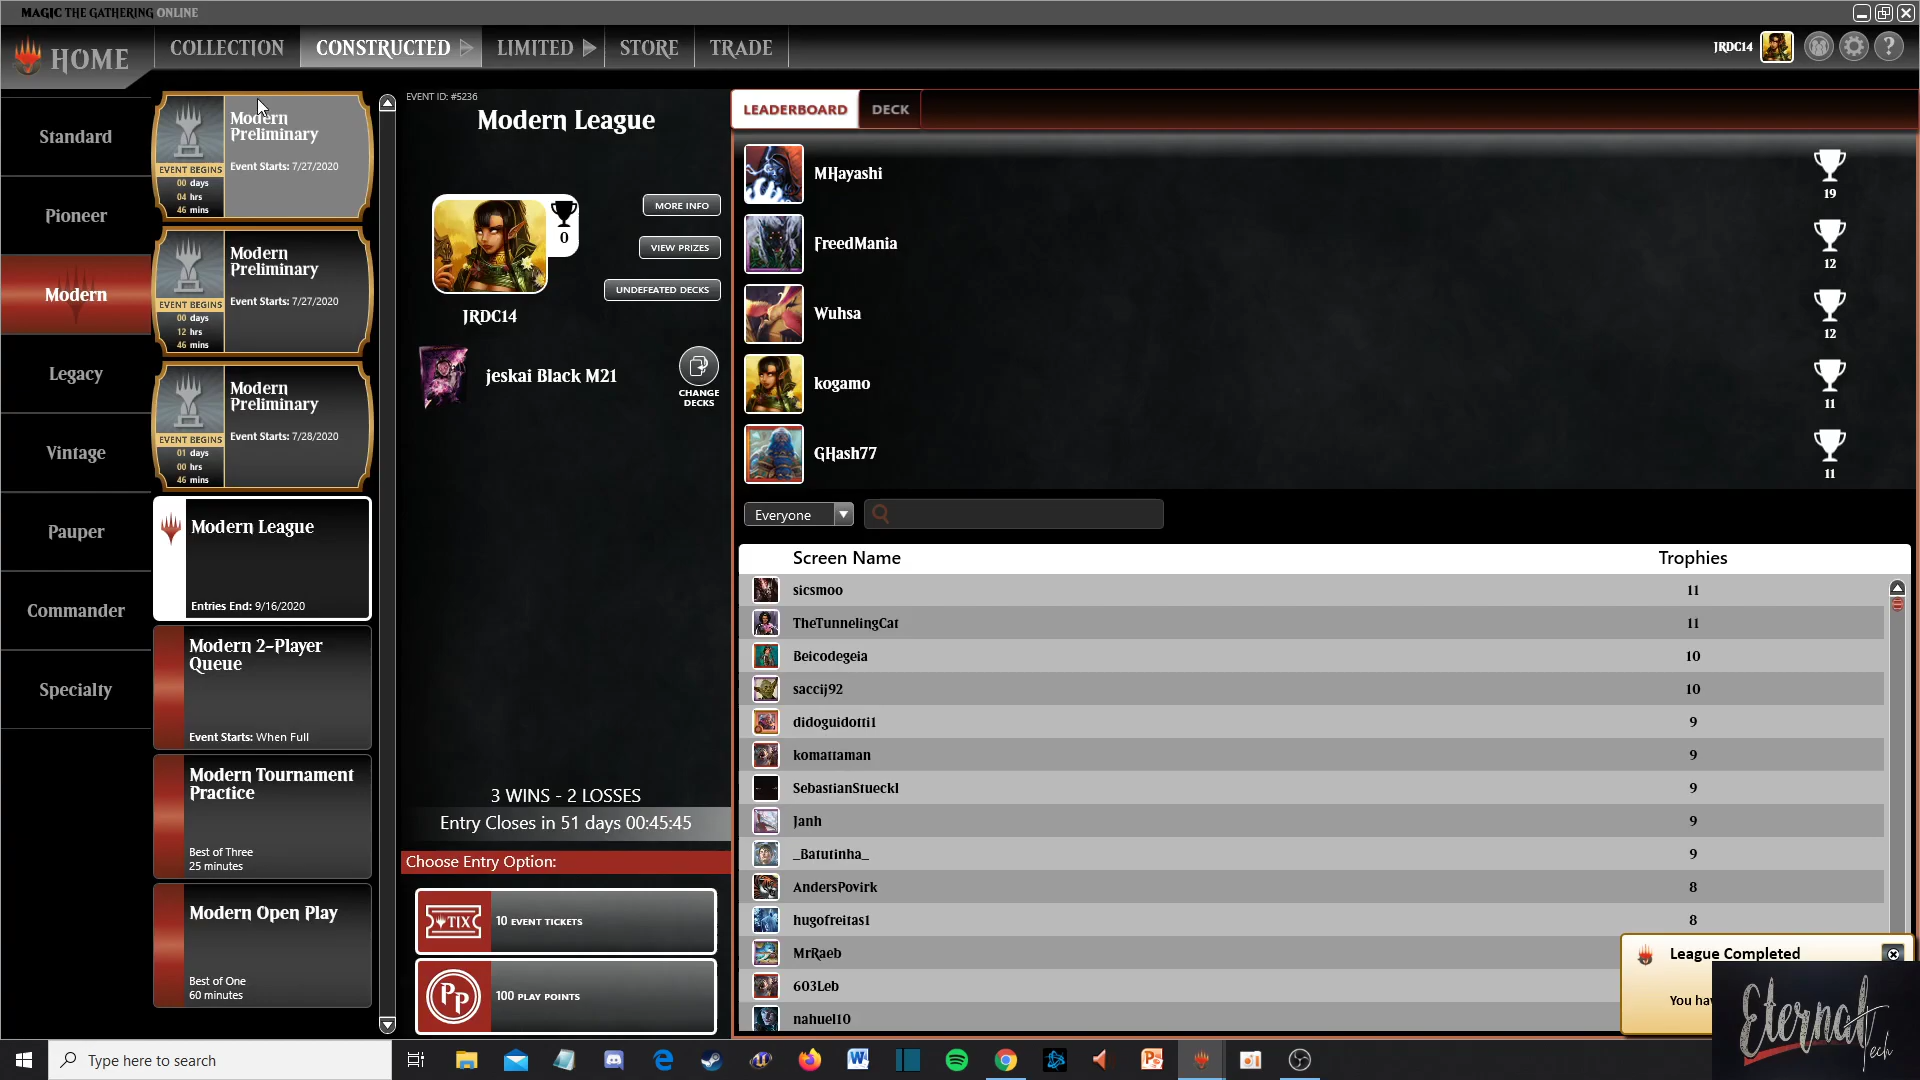 MAGIC THE GATHERING ONLINE
HOME
COLLECTION
CONSTRUCTED
LIMITED
STORE
TRADE
JRDC14
?
Standard
Pioneer
Modern
Legacy
Vintage
Pauper
Commander
Specialty
Modern
Preliminary
Event Starts: 7/27/2020
EVENT BEGINS
00 days
04 hrs
46 mins
Modern
Preliminary
Event Starts: 7/27/2020
EVENT BEGINS
00 days
12 hrs
46 mins
Modern
Preliminary
Event Starts: 7/28/2020
EVENT BEGINS
01 days
00 hrs
46 mins
Modern League
Entries End: 9/16/2020
Modern 2-Player
Queue
Event Starts: When Full
Modern Tournament
Practice
Best of Three
25 minutes
Modern Open Play
Best of One
60 minutes
EVENT ID: #5236
Modern League
0
MORE INFO
VIEW PRIZES
UNDEFEATED DECKS
JRDC14
jeskai Black M21
CHANGE
DECKS
3 WINS - 2 LOSSES
Entry Closes in 51 days 00:45:45
Choose Entry Option:
TIX
10 EVENT TICKETS
PP
100 PLAY POINTS
LEADERBOARD
DECK
MHayashi
19
FreedMania
12
Wuhsa
12
kogamo
11
GHash77
11
Everyone
Screen Name Trophies
sicsmoo 11
TheTunnelingCat 11
Beicodegeia 10
saccij92 10
didoguidotti1 9
komattaman 9
SebastianStueckl 9
Janh 9
_Batutinha_ 9
AndersPovirk 8
hugofreitas1 8
MrRaeb
603Leb
nahuel10
League Completed
You hav
Eternal
Tech
Type here to search